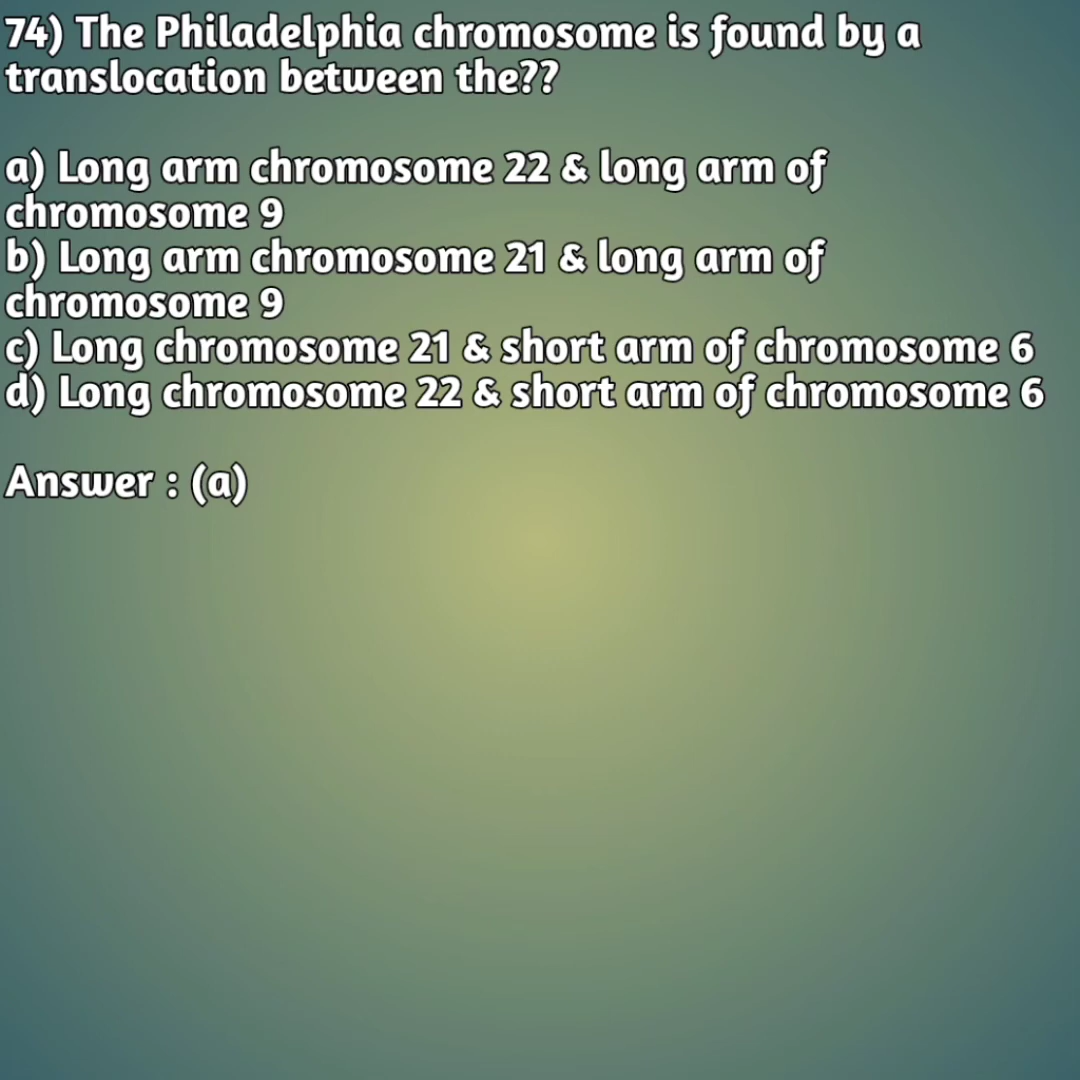 74) The Philadelphia chromosome is found by a
translocation between the??
a) Long arm chromosome 22 & long arm of
chromosome 9
b) Long arm chromosome 21 & long arm of
chromosome 9
c) Long chromosome 21 & short arm of chromosome 6
d) Long chromosome 22 & short arm of chromosome 6
Answer : (a)